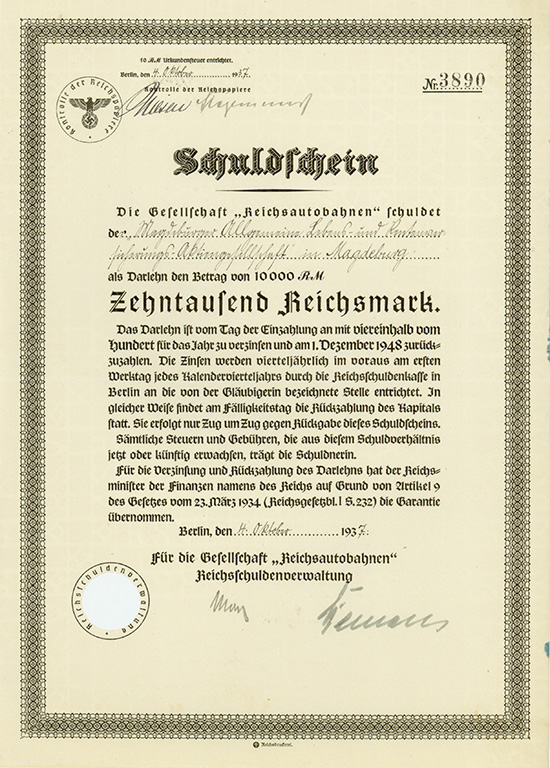 10 RM Urkundensteuer entrichtet.
Berlin, den 4. Oktober 1937
Kontrolle der Reichspapiere
Kontrolle der Reichspapiere
Nr. 3890
Schuldschein
Die Gesellschaft „Reichsautobahnen“ schuldet
der Magdeburger Allgemeine Lebens und Rentenver
sicherungs-Aktiengesellschaft in Magdeburg
als Darlehn den Betrag von 10000 RM
Zehntausend Reichsmark.
Das Darlehn ist vom Tag der Einzahlung an mit viereinhalb vom
Hundert für das Jahr zu verzinsen und am 1. Dezember 1948 zurück-
zuzahlen. Die Zinsen werden vierteljährlich im voraus am ersten
Werktag jedes Kalendervierteljahrs durch die Reichsschuldenkasse in
Berlin an die von der Gläubigerin bezeichnete Stelle entrichtet. In
gleicher Weise findet am Fälligkeitstag die Rückzahlung des Kapitals
statt. Sie erfolgt nur Zug um Zug gegen Rückgabe dieses Schuldscheins.
Sämtliche Steuern und Gebühren, die aus diesem Schuldverhältnis
jetzt oder künftig erwachsen, trägt die Schuldnerin.
Für die Verzinsung und Rückzahlung des Darlehns hat der Reichs-
minister der Finanzen namens des Reichs auf Grund von Artikel 9
des Gesetzes vom 23. März 1934 (Reichsgesetzbl. I S. 232) die Garantie
übernommen.
Berlin, den 4. Oktober 1937.
Für die Gesellschaft „Reichsautobahnen“
Reichsschuldenverwaltung
Reichsschuldenverwaltung
Reichsdruckerei.